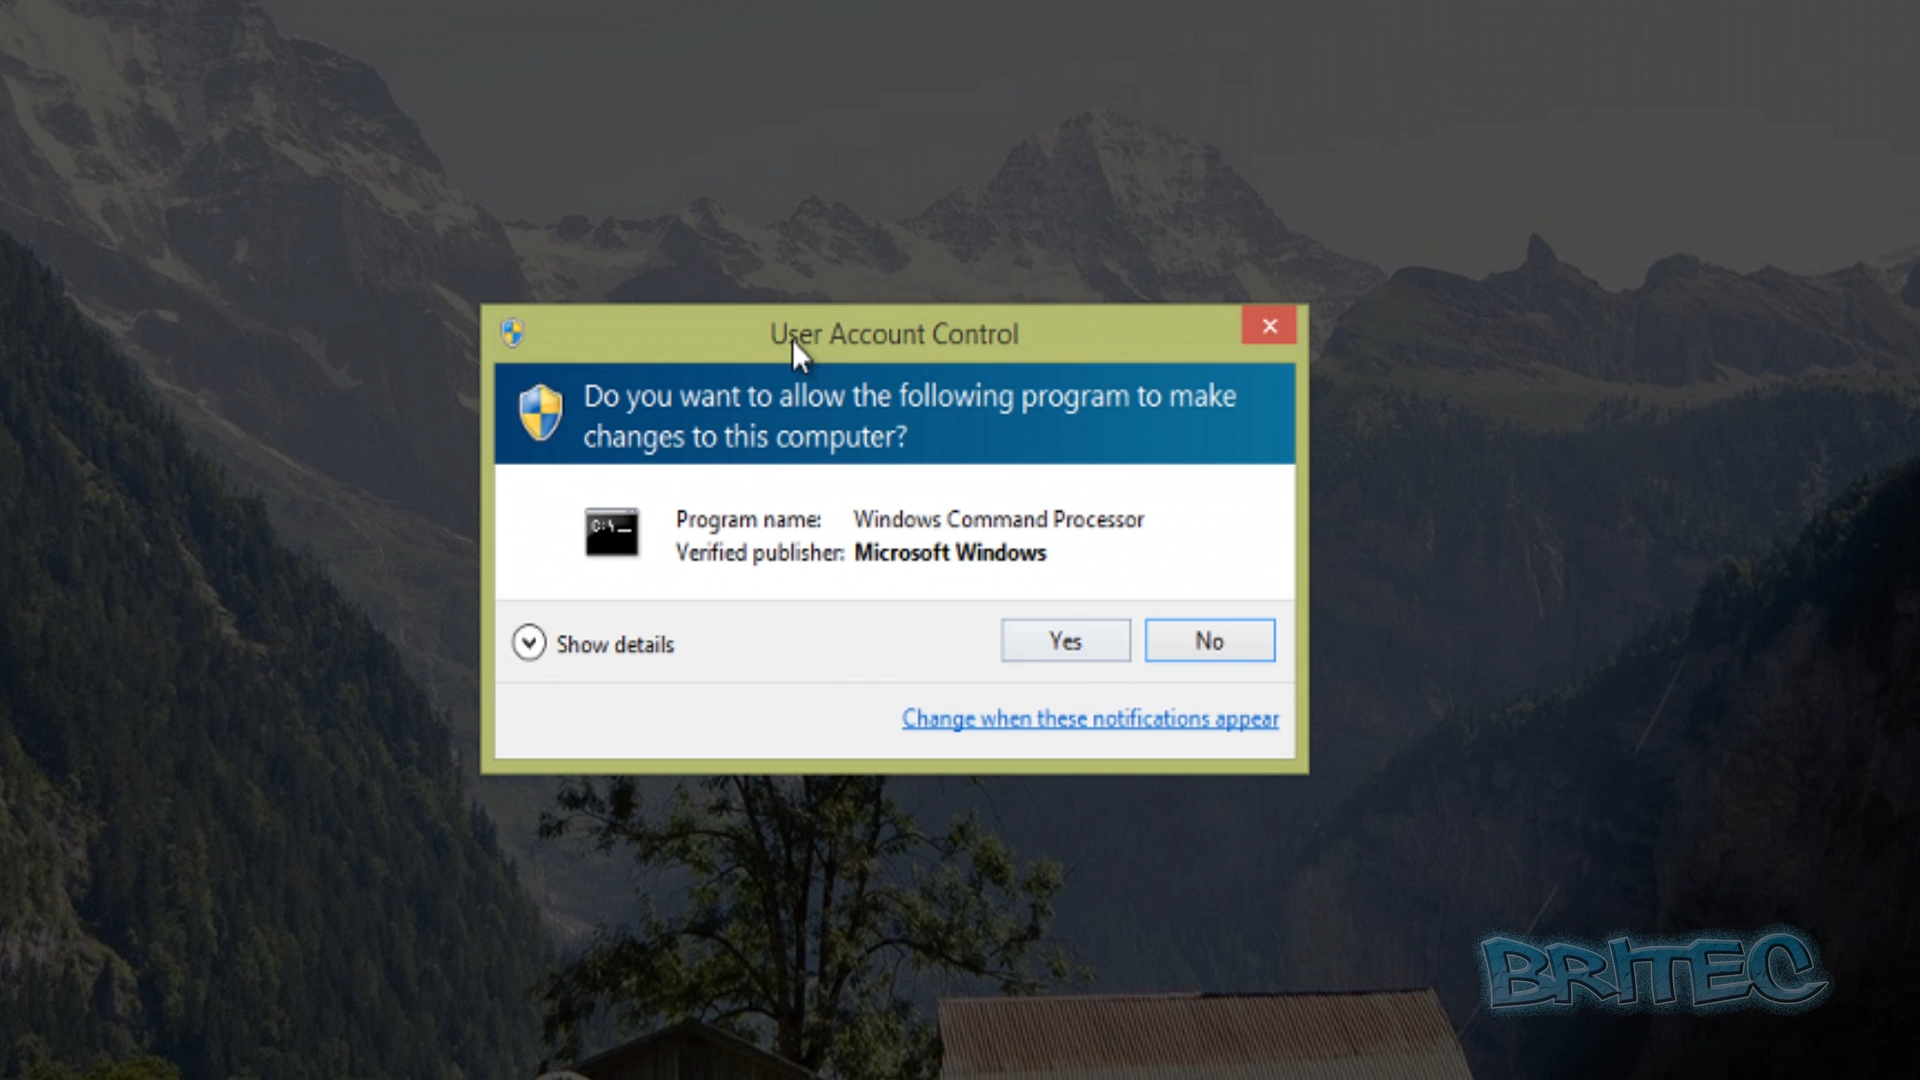 User Account Control
Do you want to allow the following program to make
changes to this computer?
C:\_
Program name: Windows Command Processor
Verified publisher: Microsoft Windows
Show details
Yes
No
Change when these notifications appear
BRITEC